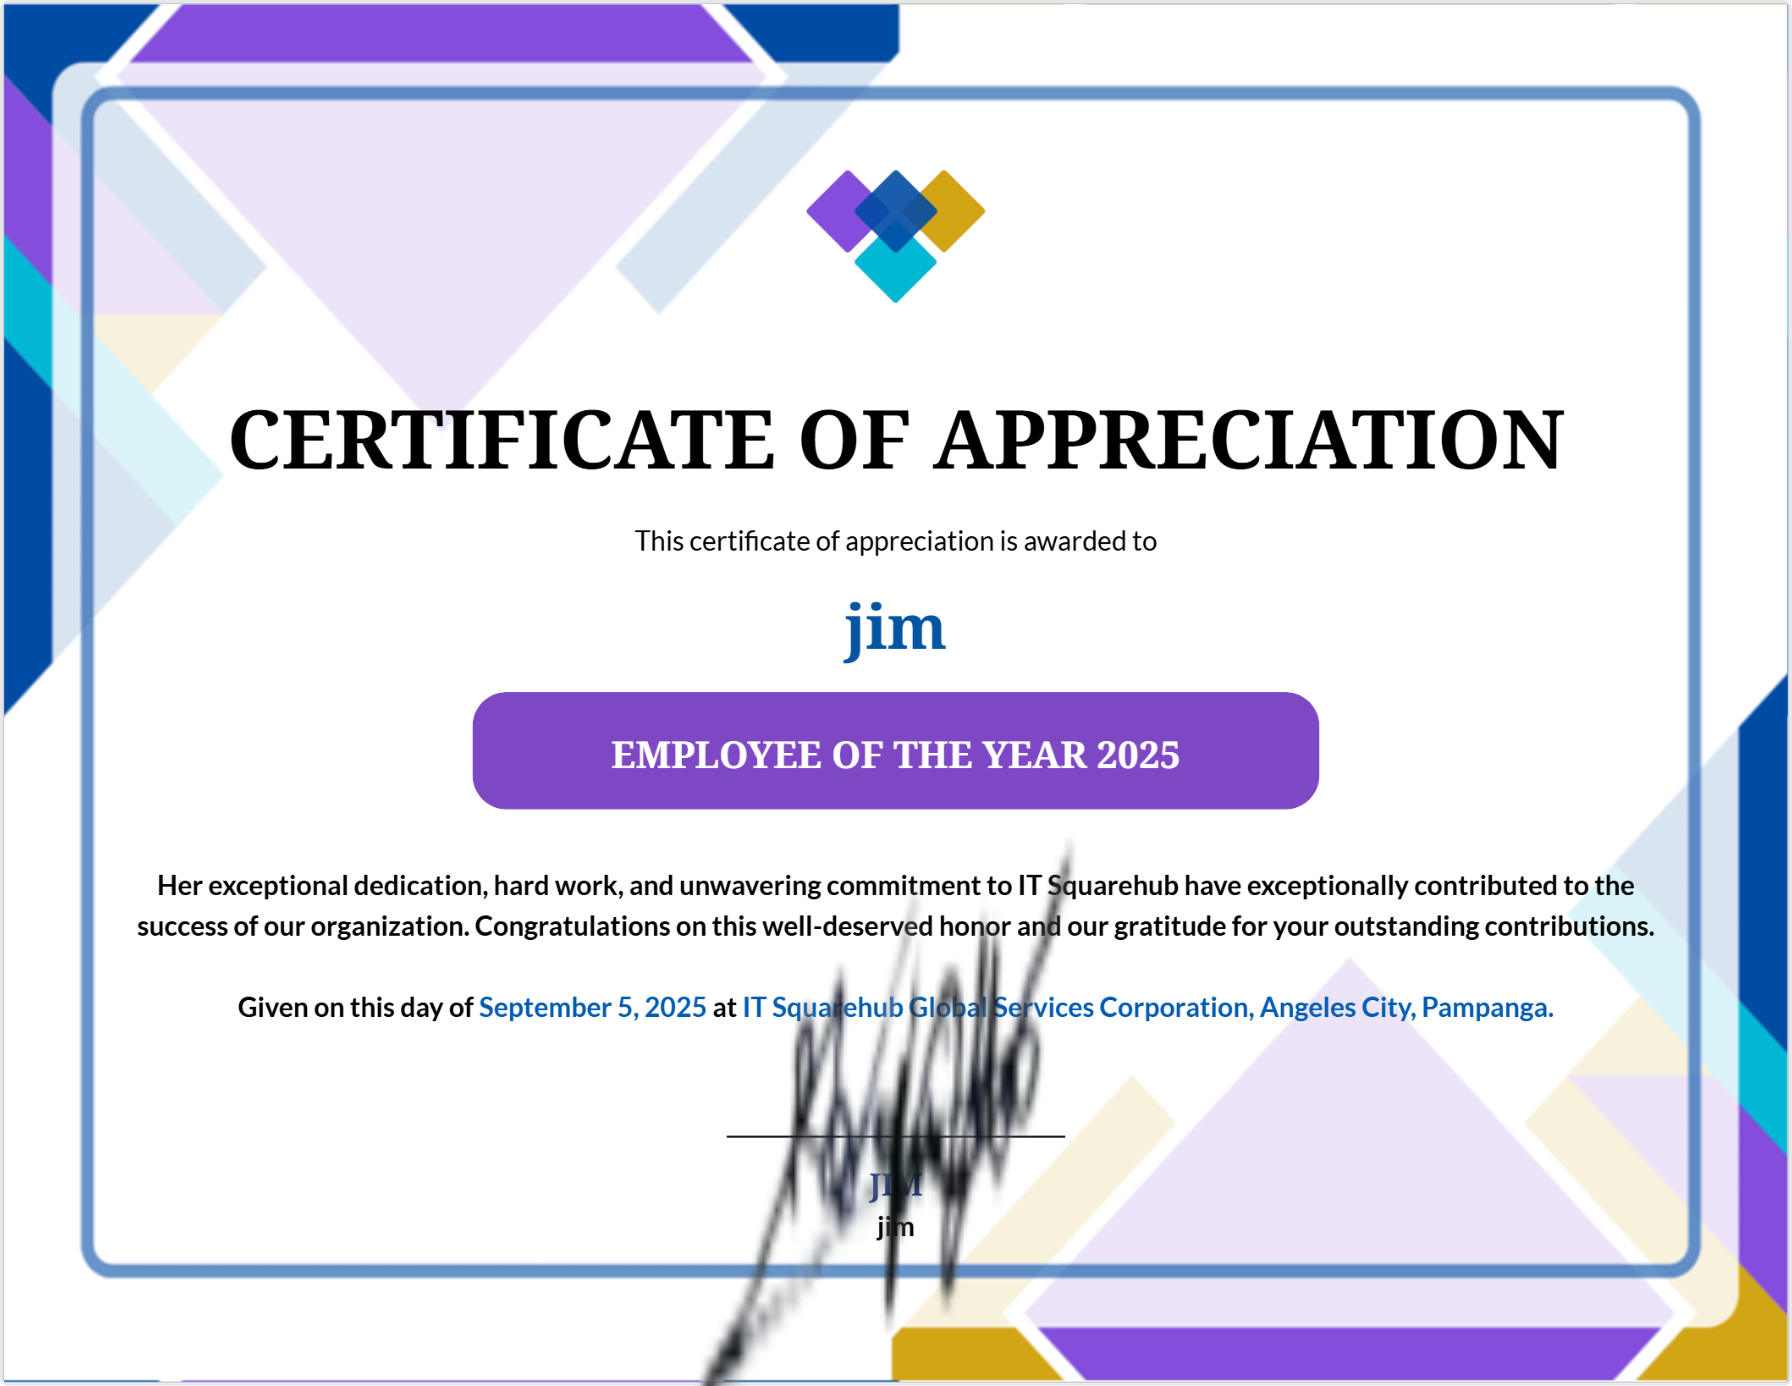 CERTIFICATE OF APPRECIATION
This certificate of appreciation is awarded to
jim
EMPLOYEE OF THE YEAR 2025
Her exceptional dedication, hard work, and unwavering commitment to IT Squarehub have exceptionally contributed to the
success of our organization. Congratulations on this well-deserved honor and our gratitude for your outstanding contributions.
Given on this day of September 5, 2025 at IT Squarehub Global Services Corporation, Angeles City, Pampanga.
JIM
jim